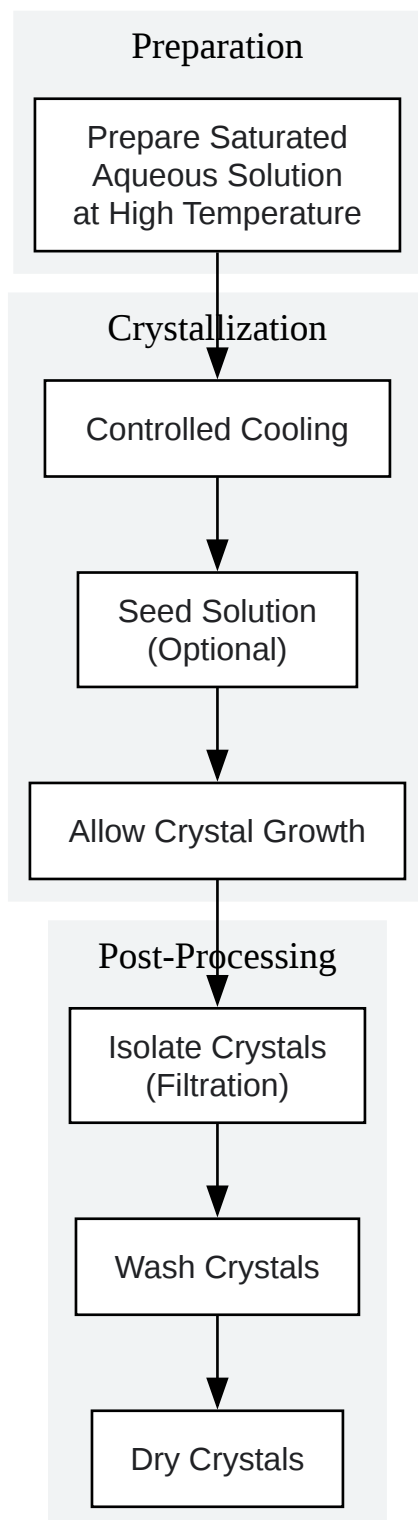 Preparation
Prepare Saturated
Aqueous Solution
at High Temperature
Crystallization
Controlled Cooling
Seed Solution
(Optional)
Allow Crystal Growth
Post-Processing
Isolate Crystals
(Filtration)
Wash Crystals
Dry Crystals